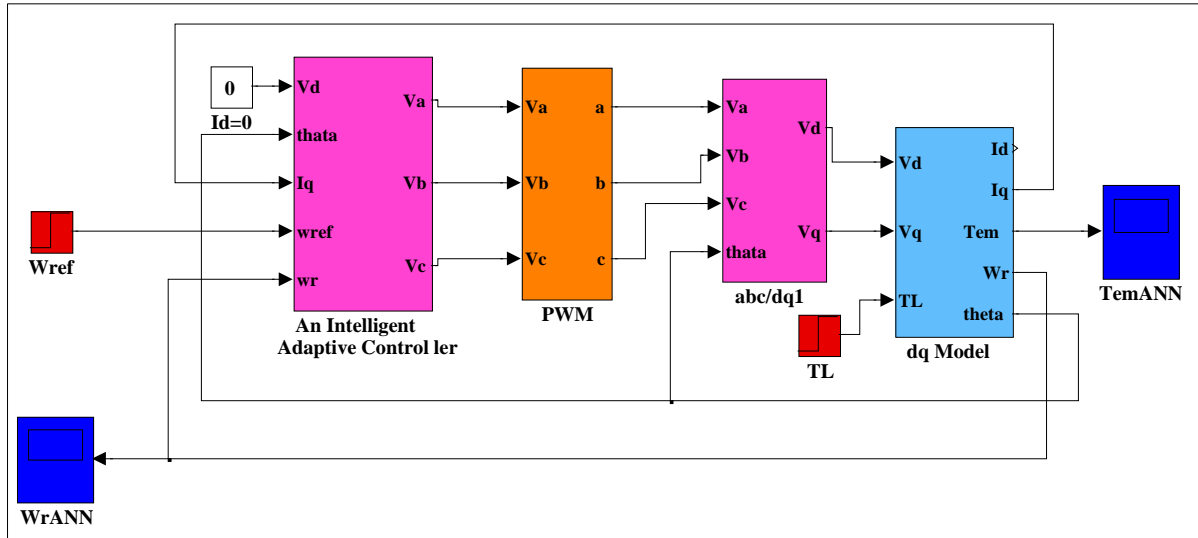 0
Id=0
Vd
thata
Iq
wref
wr
Va
Vb
Vc
An Intelligent
Adaptive Control ler
Wref
WrANN
Va
Vb
Vc
a
b
c
PWM
Va
Vb
Vc
thata
Vd
Vq
abc/dq1
TL
Vd
Vq
TL
Id
Iq
Tem
Wr
theta
dq Model
TemANN